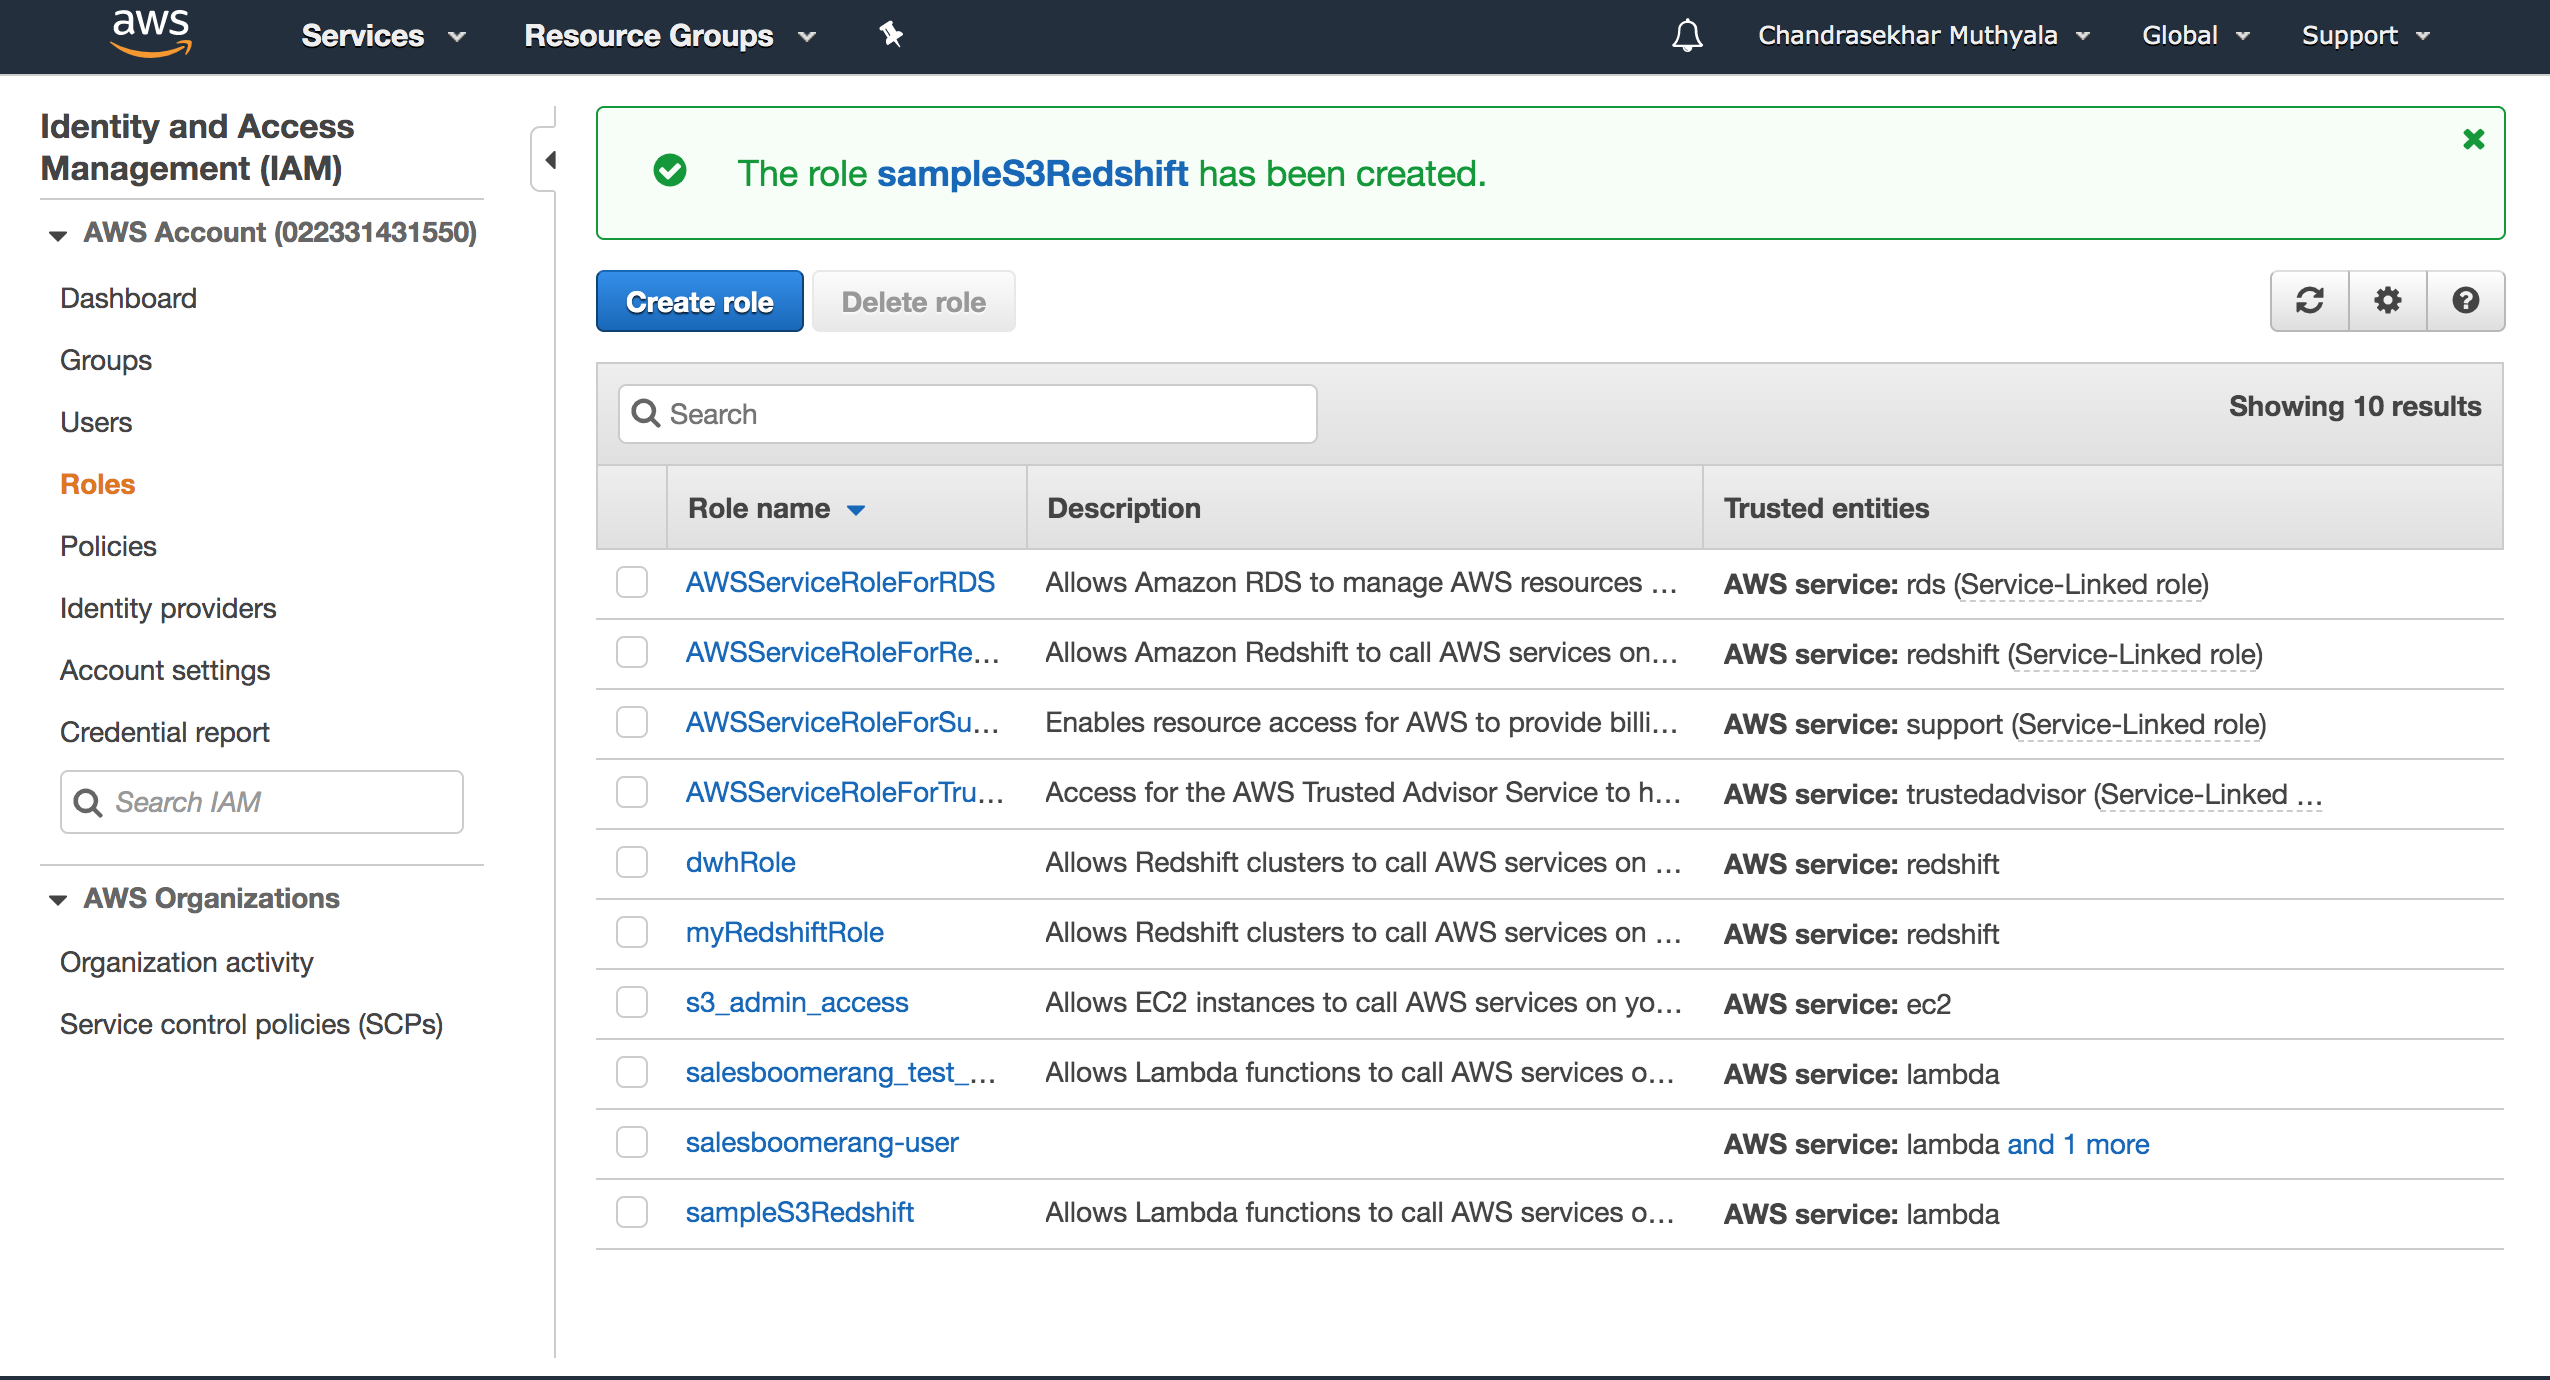 aws Services Resource Groups Chandrasekhar Muthyala Global Support
Identity and Access
Management (IAM)
AWS Account (022331431550)
Dashboard
Groups
Users
Roles
Policies
Identity providers
Account settings
Credential report
Search IAM
AWS Organizations
Organization activity
Service control policies (SCPs)
The role sampleS3Redshift has been created.
Create role Delete role
Search Showing 10 results
Role name Description Trusted entities
AWSServiceRoleForRDS Allows Amazon RDS to manage AWS resources ... AWS service: rds (Service-Linked role)
AWSServiceRoleForRe... Allows Amazon Redshift to call AWS services on... AWS service: redshift (Service-Linked role)
AWSServiceRoleForSu... Enables resource access for AWS to provide billi... AWS service: support (Service-Linked role)
AWSServiceRoleForTru... Access for the AWS Trusted Advisor Service to h... AWS service: trustedadvisor (Service-Linked ...
dwhRole Allows Redshift clusters to call AWS services on ... AWS service: redshift
myRedshiftRole Allows Redshift clusters to call AWS services on ... AWS service: redshift
s3_admin_access Allows EC2 instances to call AWS services on yo... AWS service: ec2
salesboomerang_test_... Allows Lambda functions to call AWS services o... AWS service: lambda
salesboomerang-user AWS service: lambda and 1 more
sampleS3Redshift Allows Lambda functions to call AWS services o... AWS service: lambda